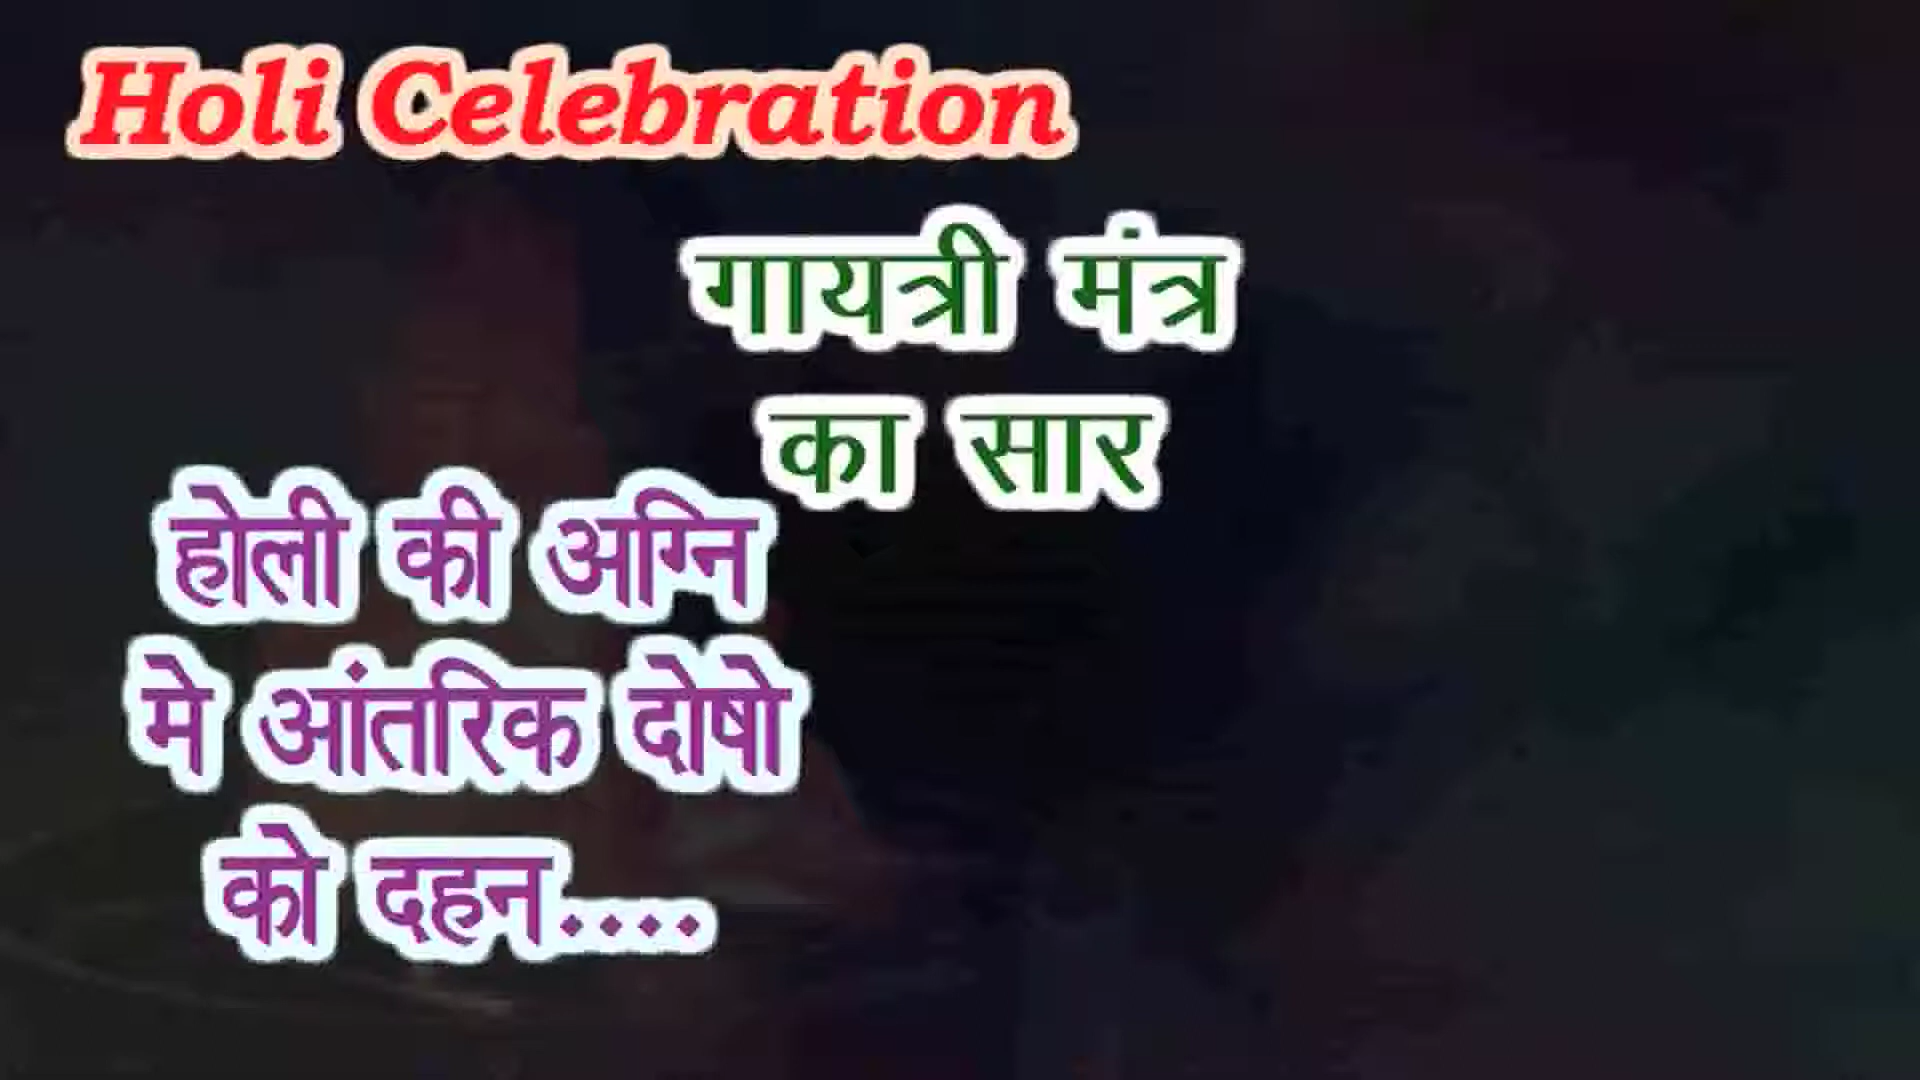 Holi Celebration
गायत्री मंत्र
का सार
होली की अग्नि
मे आंतरिक दोषो
को दहन....